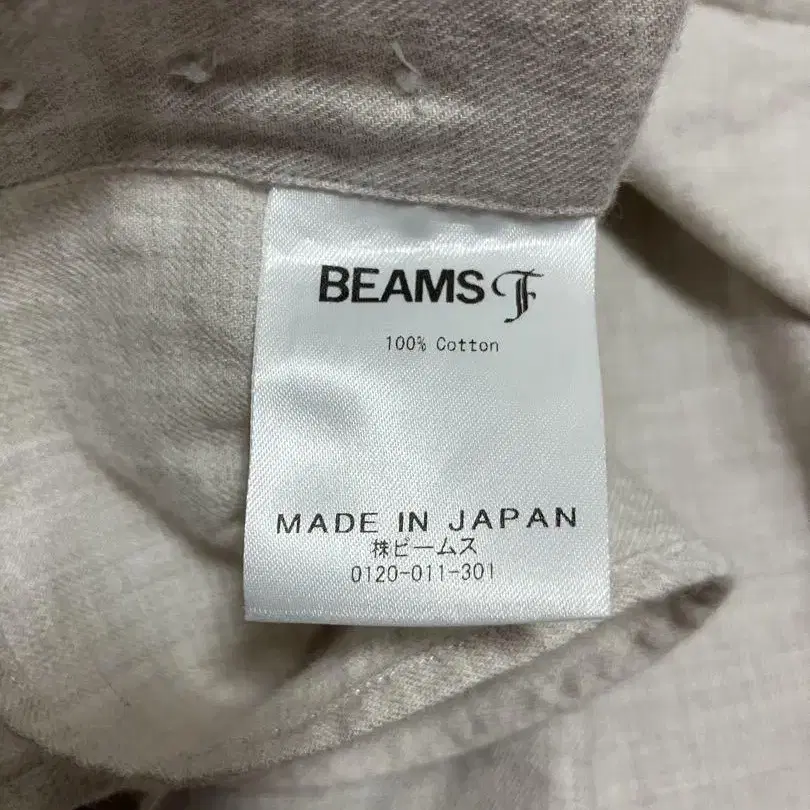 BEAMS F
100% Cotton
MADE IN JAPAN
株ビームス
0120-011-301